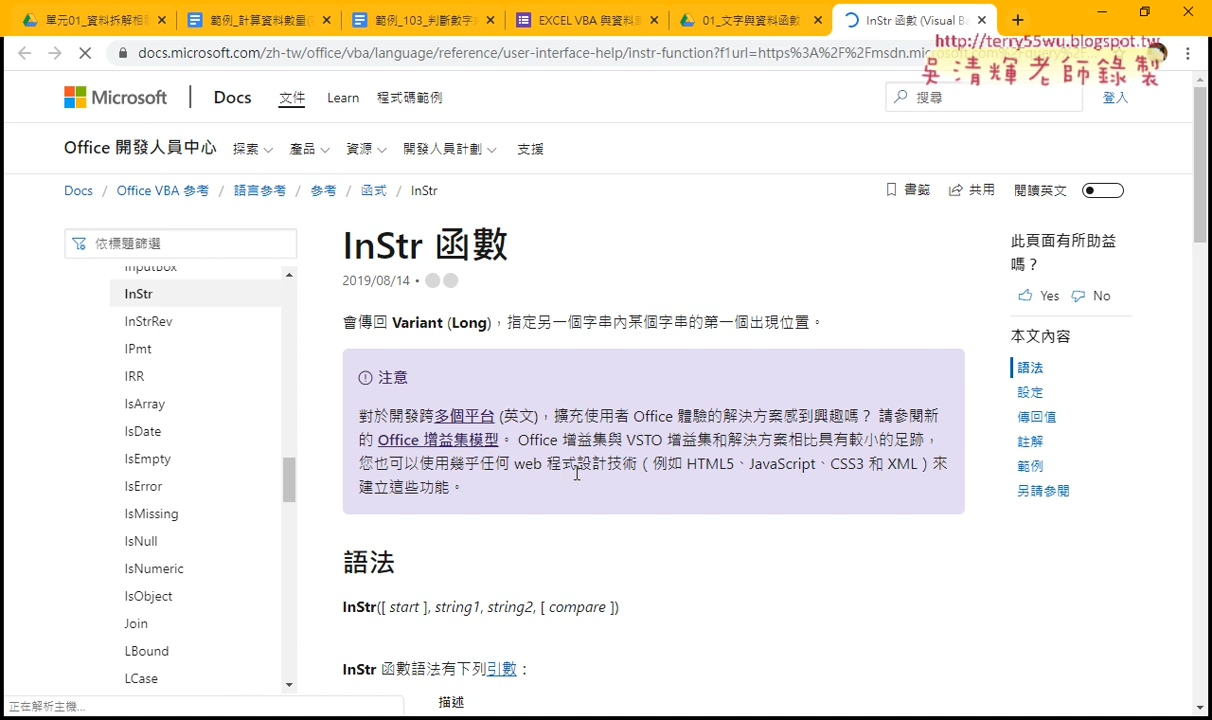 單元01_資料拆解相關
範例_計算資料數量(
範例_103_判斷數字
EXCEL VBA 與資料
01_文字與資料函數
InStr 函數 (Visual Ba
docs.microsoft.com/zh-tw/office/vba/language/reference/user-interface-help/instr-function?f1url=https%3A%2F%2Fmsdn.mi
http://terry55wu.blogspot.tw
吳清輝老師錄製
Microsoft
Docs
文件
Learn
程式碼範例
搜尋
登入
Office 開發人員中心
探索
產品
資源
開發人員計劃
支援
Docs / Office VBA 參考 / 語言參考 / 參考 / 函式 / InStr
書籤
共用
閱讀英文
依標題篩選
InputBox
InStr
InStrRev
IPmt
IRR
IsArray
IsDate
IsEmpty
IsError
IsMissing
IsNull
IsNumeric
IsObject
Join
LBound
LCase
InStr 函數
2019/08/14 •
會傳回 Variant (Long)，指定另一個字串內某個字串的第一個出現位置。
注意
對於開發跨多個平台 (英文)，擴充使用者 Office 體驗的解決方案感到興趣嗎？ 請參閱新
的 Office 增益集模型。 Office 增益集與 VSTO 增益集和解決方案相比具有較小的足跡，
您也可以使用幾乎任何 web 程式設計技術（例如 HTML5、JavaScript、CSS3 和 XML）來
建立這些功能。
語法
InStr([ start ], string1, string2, [ compare ])
InStr 函數語法有下列引數：
描述
此頁面有所助益
嗎？
Yes
No
本文內容
語法
設定
傳回值
註解
範例
另請參閱
正在解析主機...